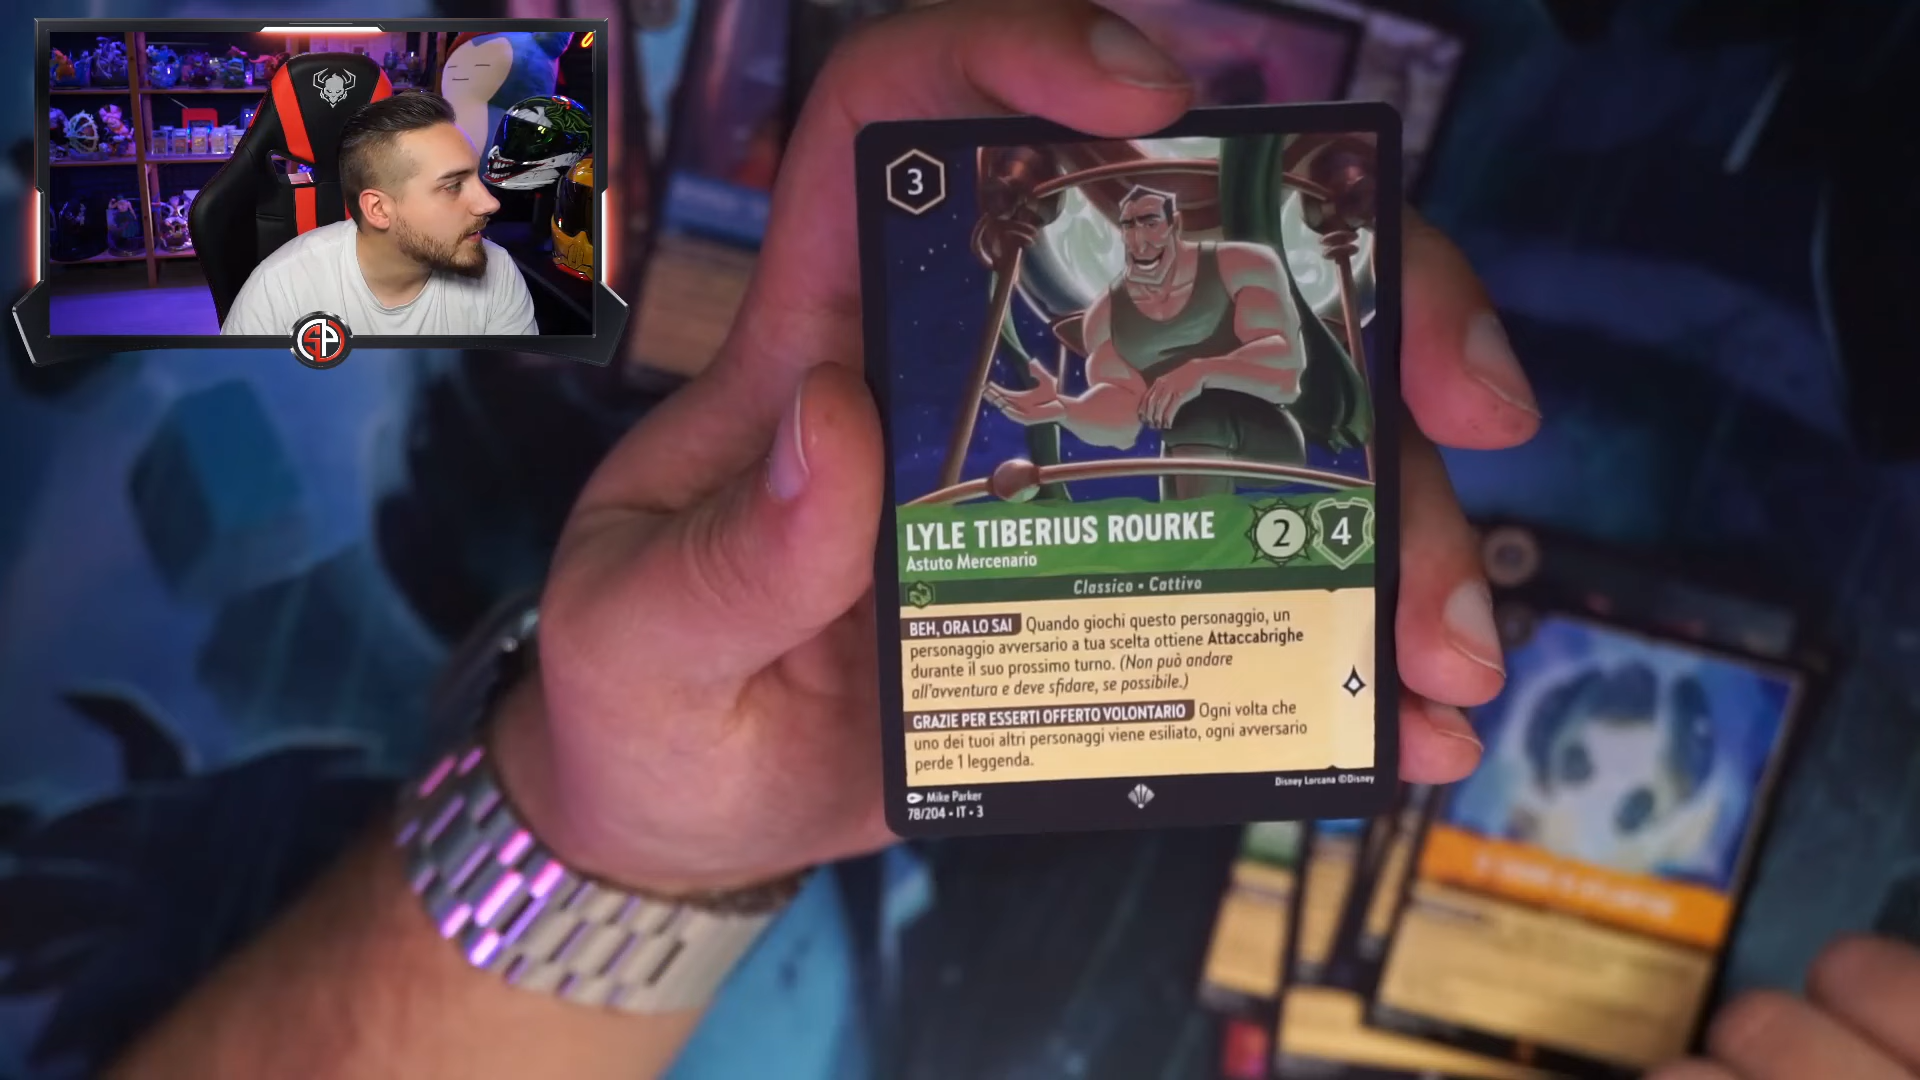 SP
3
LYLE TIBERIUS ROURKE
2
4
Astuto Mercenario
Classico • Cattivo
BEH, ORA LO SAI Quando giochi questo personaggio, un
personaggio avversario a tua scelta ottiene Attaccabrighe
durante il suo prossimo turno. (Non può andare
all'avventura e deve sfidare, se possibile.)
GRAZIE PER ESSERTI OFFERTO VOLONTARIO Ogni volta che
uno dei tuoi altri personaggi viene esiliato, ogni avversario
perde 1 leggenda.
Mike Parker
Disney Lorcana ©Disney
78/204 • IT • 3